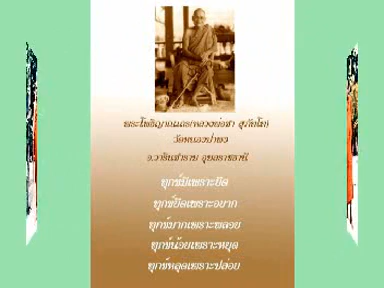 พระโพธิญาณเถร(หลวงพ่อชา สุภัทโท)
วัดหนองป่าพง
อ.วารินชำราบ อุบลราชธานี
ทุกข์มีเพราะยึด
ทุกข์ยืดเพราะอยาก
ทุกข์มากเพราะพลอย
ทุกข์น้อยเพราะหยุด
ทุกข์หลุดเพราะปล่อย